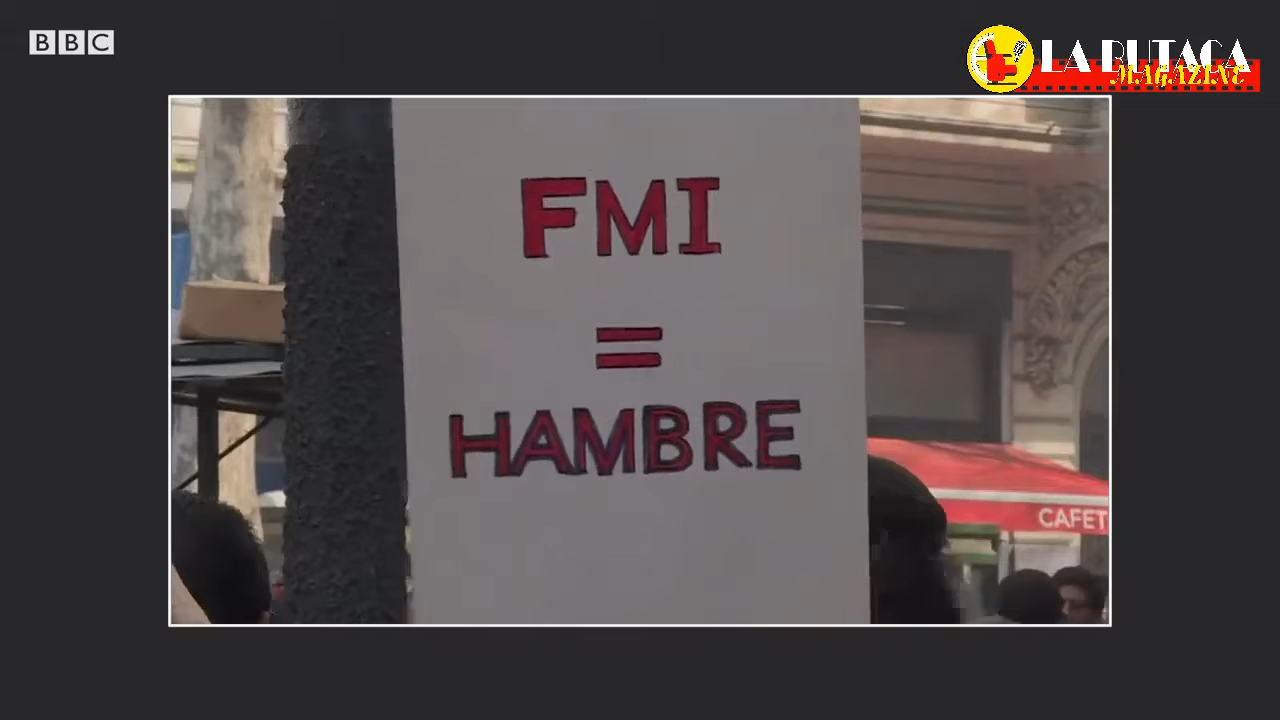 BBC
LA BUTACA
MAGAZINE
FMI
=
HAMBRE
CAFET